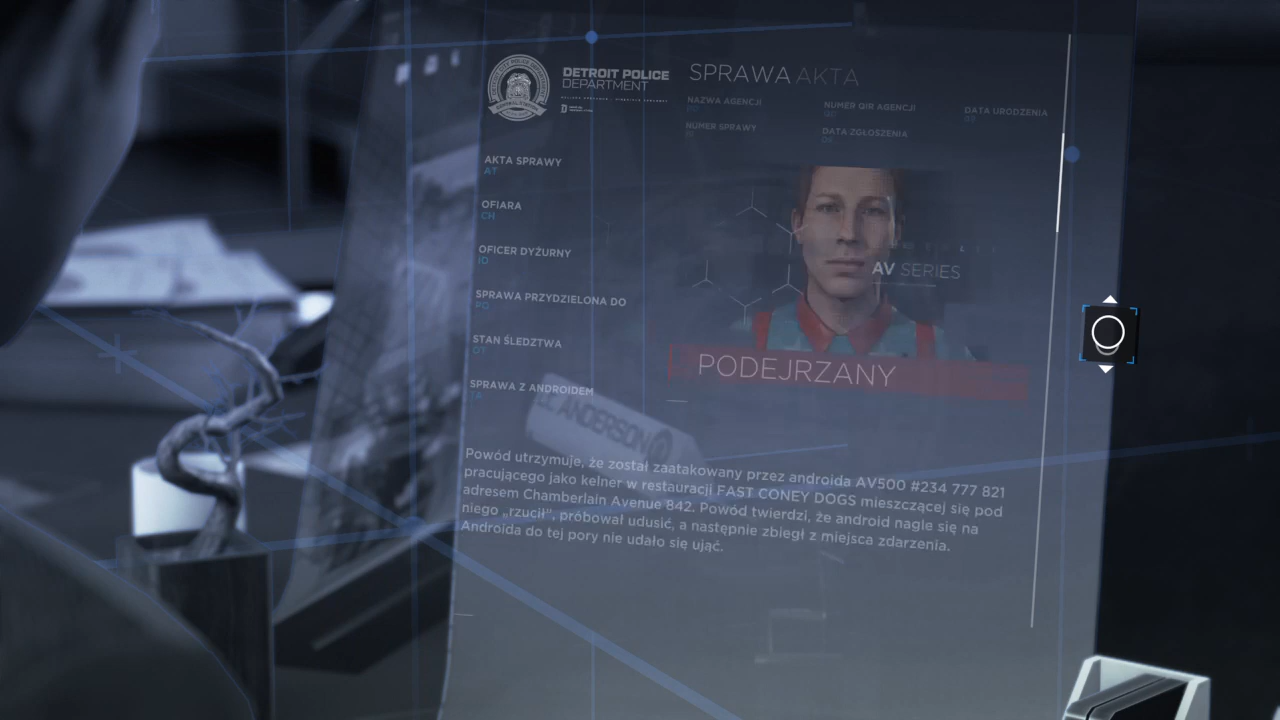 DETROIT POLICE
DEPARTMENT
SPRAWA AKTA
NAZWA AGENCJI
NUMER QIR AGENCJI
DATA URODZENIA
NUMER SPRAWY
DATA ZGŁOSZENIA
AKTA SPRAWY
AT
OFIARA
CH
OFICER DYŻURNY
ID
SPRAWA PRZYDZIELONA DO
PO
STAN ŚLEDZTWA
OT
SPRAWA Z ANDROIDEM
TA
AV SERIES
PODEJRZANY
ANDERSON
Powód utrzymuje, że został zaatakowany przez androida AV500 #234 777 821
pracującego jako kelner w restauracji FAST CONEY DOGS mieszczącej się pod
adresem Chamberlain Avenue 842. Powód twierdzi, że android nagle się na
niego „rzucił”, próbował udusić, a następnie zbiegł z miejsca zdarzenia.
Androida do tej pory nie udało się ująć.